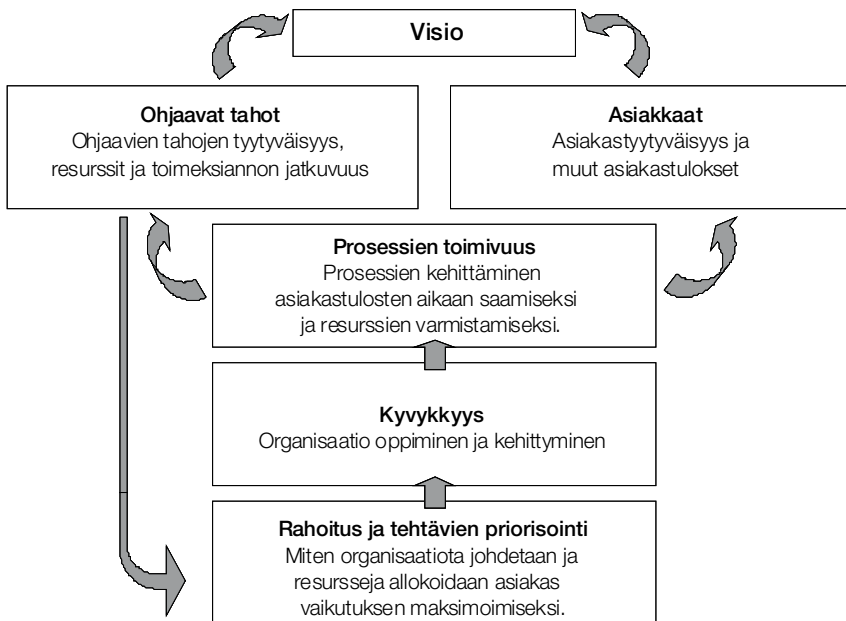 Visio
Ohjaavat tahot
Ohjaavien tahojen tyytyväisyys,
resurssit ja toimeksiannon jatkuvuus
Asiakkaat
Asiakastyytyväisyys ja
muut asiakastulokset
Prosessien toimivuus
Prosessien kehittäminen
asiakastulosten aikaan saamiseksi
ja resurssien varmistamiseksi.
Kyvykkyys
Organisaatio oppiminen ja kehittyminen
Rahoitus ja tehtävien priorisointi
Miten organisaatiota johdetaan ja
resursseja allokoidaan asiakas
vaikutuksen maksimoimiseksi.